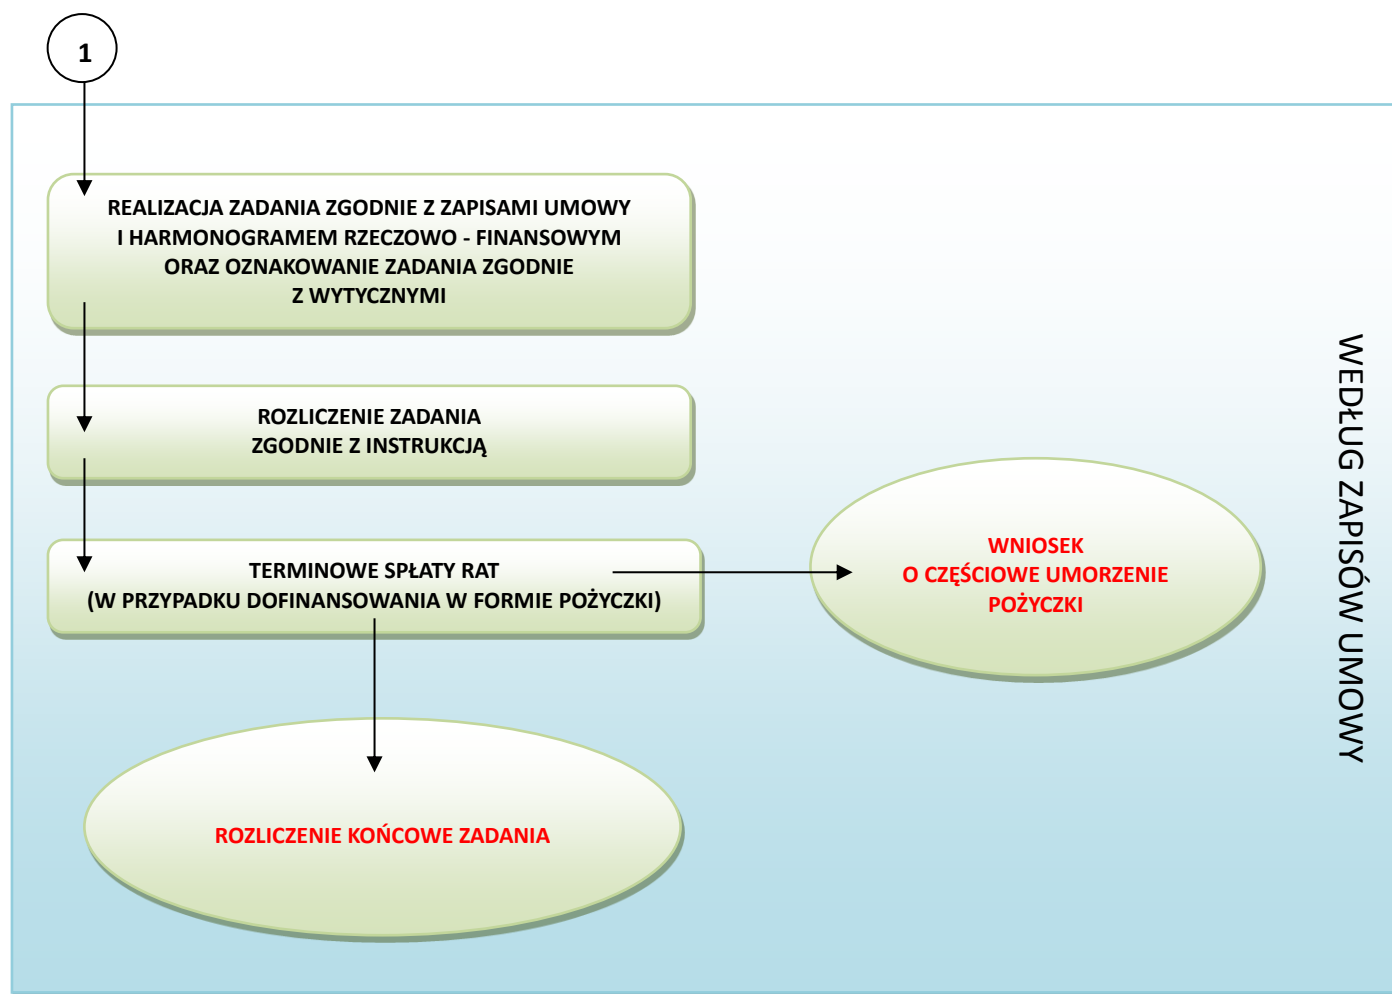 1
REALIZACJA ZADANIA ZGODNIE Z ZAPISAMI UMOWY
I HARMONOGRAMEM RZECZOWO - FINANSOWYM
ORAZ OZNAKOWANIE ZADANIA ZGODNIE
Z WYTYCZNYMI
ROZLICZENIE ZADANIA
ZGODNIE Z INSTRUKCJĄ
TERMINOWE SPŁATY RAT
(W PRZYPADKU DOFINANSOWANIA W FORMIE POŻYCZKI)
WNIOSEK
O CZĘŚCIOWE UMORZENIE
POŻYCZKI
ROZLICZENIE KOŃCOWE ZADANIA
WEDŁUG ZAPISÓW UMOWY